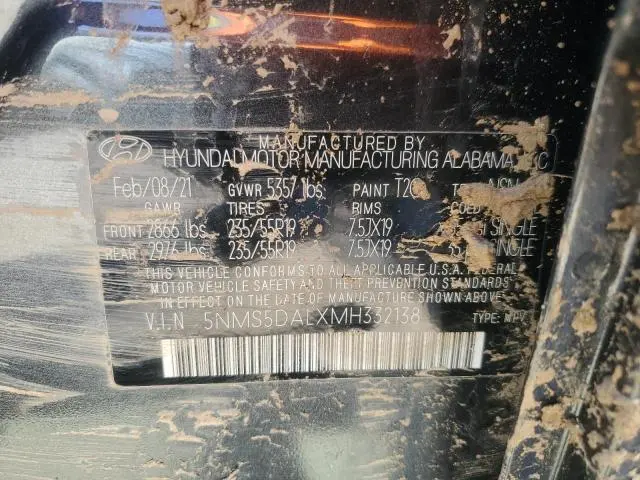 MANUFACTURED BY
HYUNDAI MOTOR MANUFACTURING ALABAMA
Feb/08/21 GVWR 5357 lbs. PAINT
GAWR TIRES RIMS
FRONT 2866 lbs. 235/55R19 7.5JX19 SINGLE
REAR 2976 lbs. 235/55R19 7.5JX19 SINGLE
THIS VEHICLE CONFORMS TO ALL APPLICABLE U.S.A. FEDERAL
MOTOR VEHICLE SAFETY AND THEFT PREVENTION STANDARDS
IN EFFECT ON THE DATE OF MANUFACTURE SHOWN ABOVE.
V.I.N 5NMS5DALXMH332138 TYPE: MPV